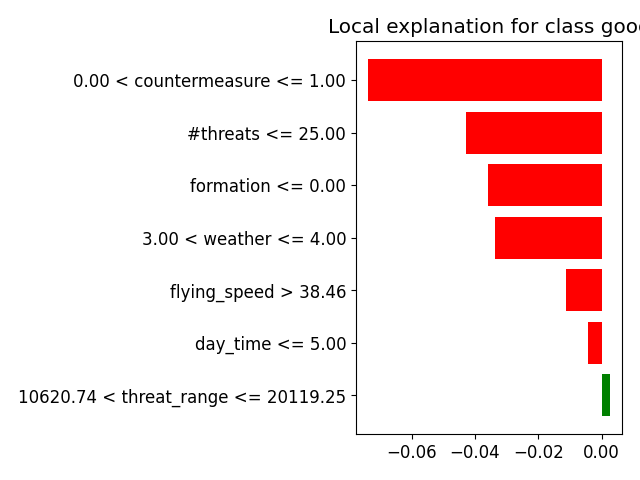 Local explanation for class good
0.00 < countermeasure <= 1.00
#threats <= 25.00
formation <= 0.00
3.00 < weather <= 4.00
flying_speed > 38.46
day_time <= 5.00
10620.74 < threat_range <= 20119.25
−0.06 −0.04 −0.02 0.00